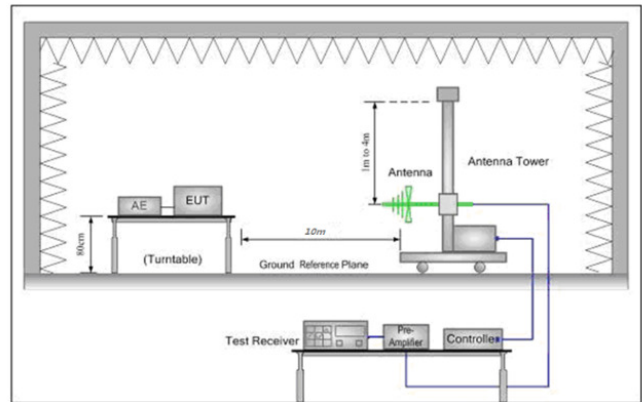 1m to 4m
Antenna
Antenna Tower
AE
EUT
80cm
10m
(Turntable)
Ground Reference Plane
Test Receiver
Pre-
Amplifier
Controller